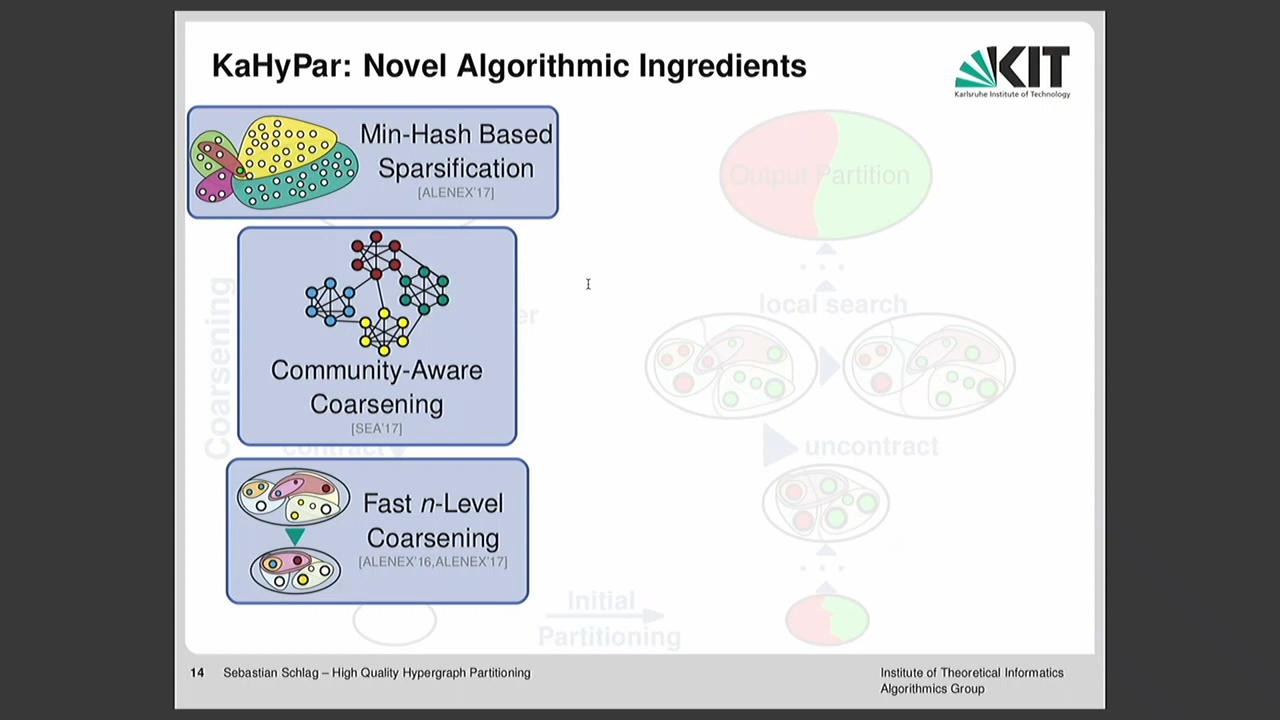 KaHyPar: Novel Algorithmic Ingredients
KIT
Karlsruhe Institute of Technology
Min-Hash Based
Sparsification
[ALENEX'17]
Community-Aware
Coarsening
[SEA'17]
Fast n-Level
Coarsening
[ALENEX'16,ALENEX'17]
Coarsening
contract
Initial
Partitioning
Output Partition
local search
uncontract
14 Sebastian Schlag – High Quality Hypergraph Partitioning
Institute of Theoretical Informatics
Algorithmics Group